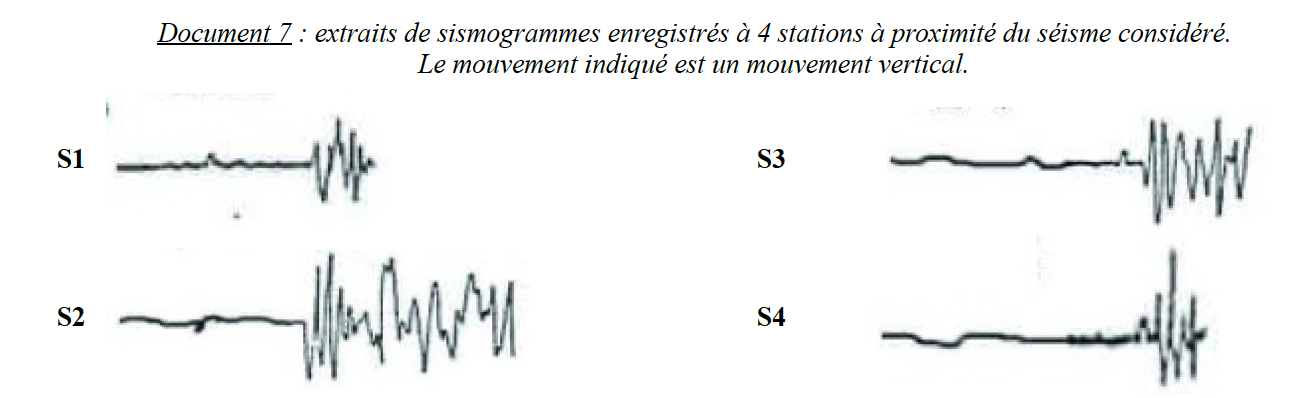 Document 7 : extraits de sismogrammes enregistrés à 4 stations à proximité du séisme considéré.
Le mouvement indiqué est un mouvement vertical.
S1
S3
S2
S4